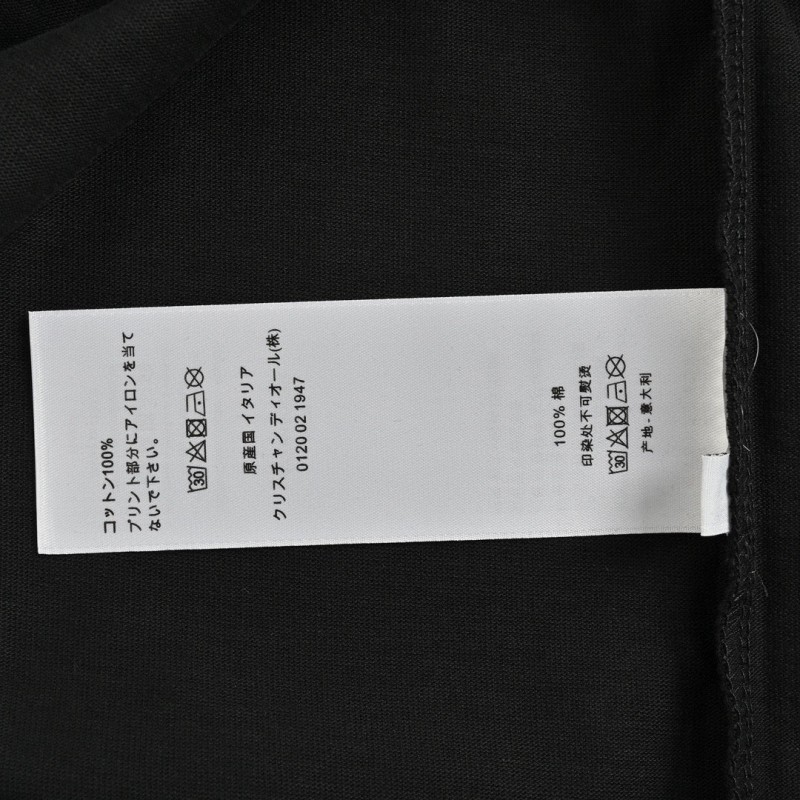 コットン100%
プリント部分にアイロンを当て
ないで下さい。
30
原産国 イタリア
クリスチャン ディオール(株)
0120 02 1947
100% 棉
印染处不可熨烫
30
产地 - 意大利